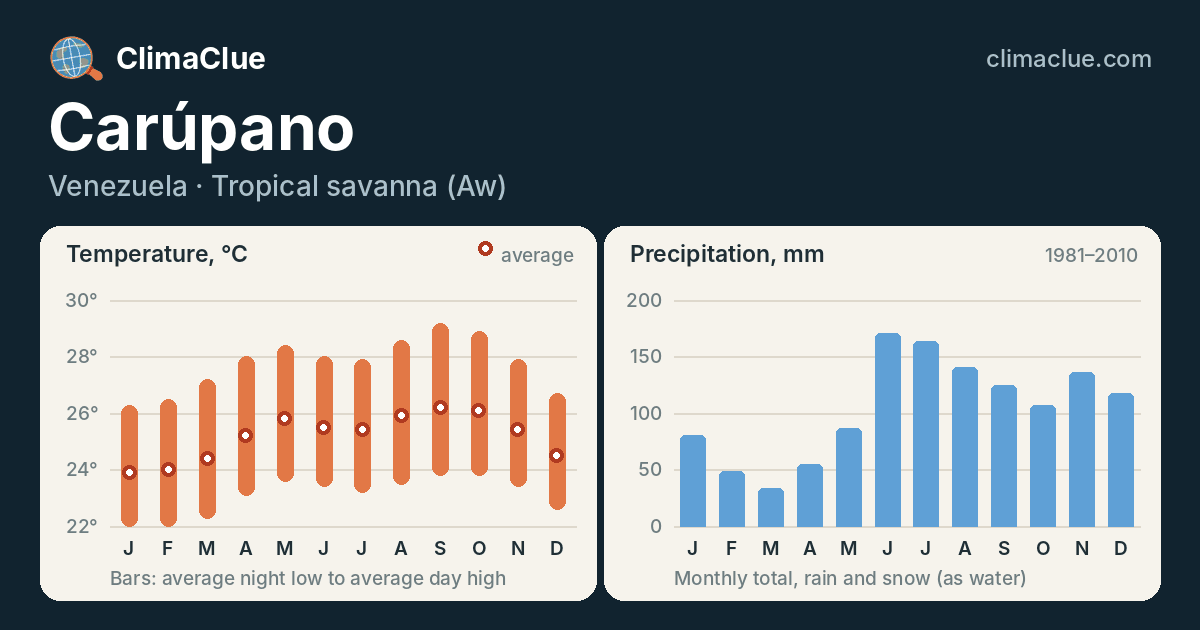 ClimaClue
climaclue.com
Carúpano
Venezuela · Tropical savanna (Aw)
Temperature, °C
average
30°
28°
26°
24°
22°
J F M A M J J A S O N D
Bars: average night low to average day high
Precipitation, mm
1981–2010
200
150
100
50
0
J F M A M J J A S O N D
Monthly total, rain and snow (as water)